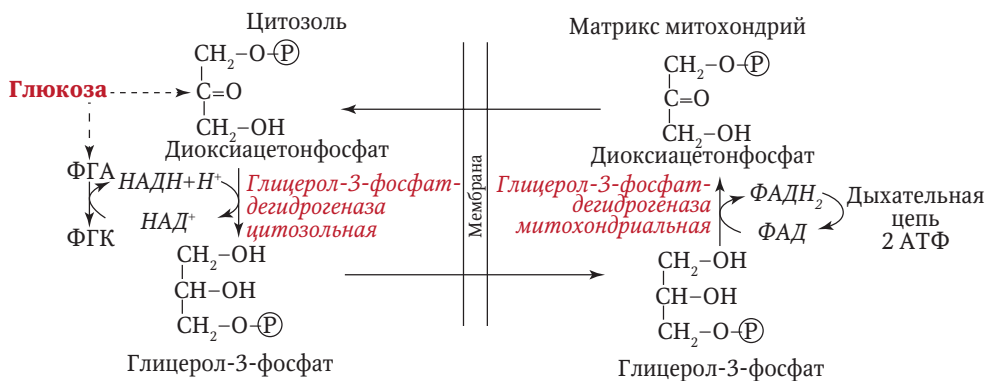 Цитозоль
Матрикс митохондрий
CH₂–O–Ⓟ
CH₂–O–Ⓟ
Глюкоза
C=O
C=O
CH₂–OH
CH₂–OH
Диоксиацетонфосфат
Диоксиацетонфосфат
ФГА
НАДН+Н⁺
НАД⁺
ФГК
Глицерол-3-фосфат-
дегидрогеназа
цитозольная
Мембрана
Глицерол-3-фосфат-
дегидрогеназа
митохондриальная
ФАДН₂
ФАД
Дыхательная
цепь
2 АТФ
CH₂–OH
CH–OH
CH₂–O–Ⓟ
Глицерол-3-фосфат
CH₂–OH
CH–OH
CH₂–O–Ⓟ
Глицерол-3-фосфат